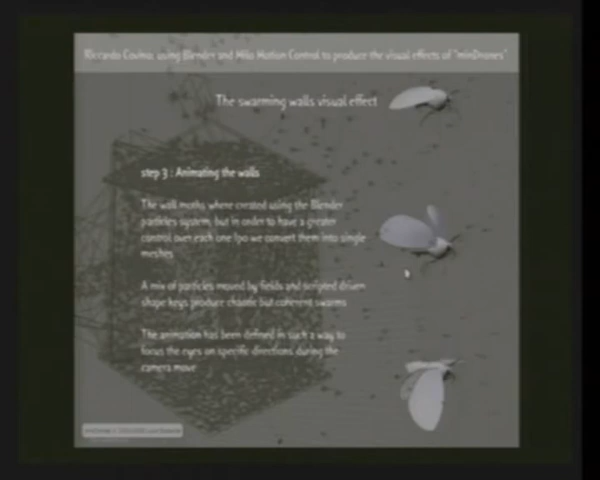 Riccardo Covino: using Blender and Milo Motion Control to produce the visual effects of "minDrones"
The swarming walls visual effect
step 3 : Animating the walls
The wall moths where created using the Blender
particles system, but in order to have a greater
control over each one Ipo we convert them into single
meshes
A mix of particles moved by fields and scripted driven
shape keys produce chaotic but coherent swarms
The animation has been defined in such a way to
focus the eyes on specific directions during the
camera move